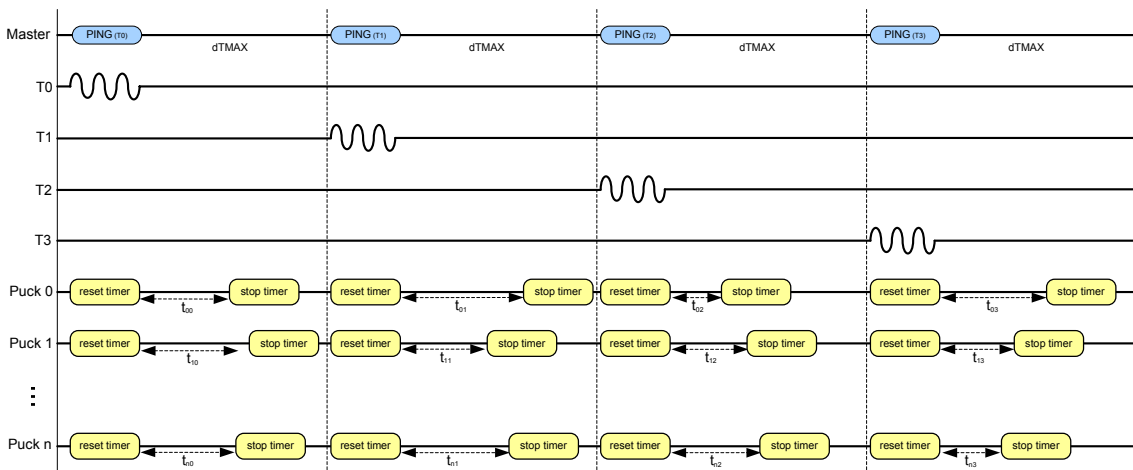 Master PING (T0) PING (T1) PING (T2) PING (T3)
dTMAX dTMAX dTMAX dTMAX
T0
T1
T2
T3
Puck 0 reset timer stop timer reset timer stop timer reset timer stop timer reset timer stop timer
t00 t01 t02 t03
Puck 1 reset timer stop timer reset timer stop timer reset timer stop timer reset timer stop timer
t10 t11 t12 t13
Puck n reset timer stop timer reset timer stop timer reset timer stop timer reset timer stop timer
tn0 tn1 tn2 tn3